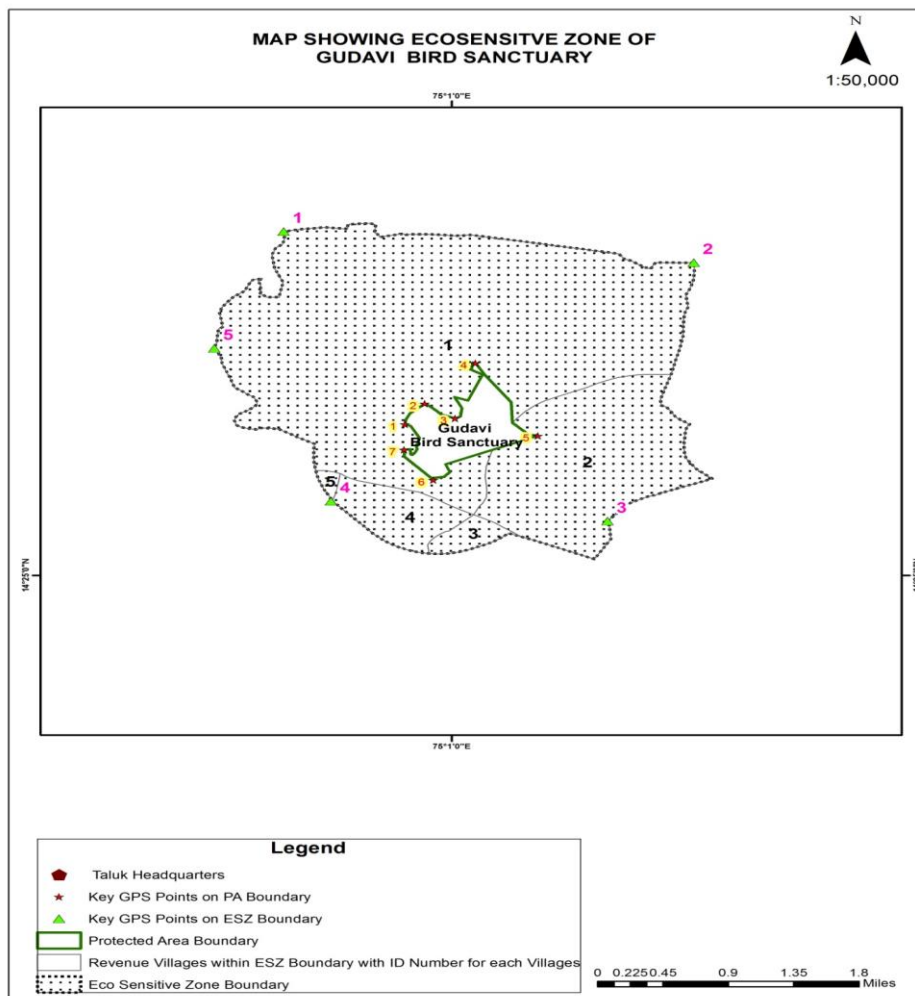 MAP SHOWING ECOSENSITVE ZONE OF
GUDAVI BIRD SANCTUARY
N
1:50,000
75°1'0"E
1
2
5
1
4
2
3
1
Gudavi
Bird Sanctuary
5
7
2
6
5
4
4
3
3
14°25'0"N
75°1'0"E
Legend
Taluk Headquarters
Key GPS Points on PA Boundary
Key GPS Points on ESZ Boundary
Protected Area Boundary
Revenue Villages within ESZ Boundary with ID Number for each Villages
Eco Sensitive Zone Boundary
0 0.225 0.45 0.9 1.35 1.8
Miles